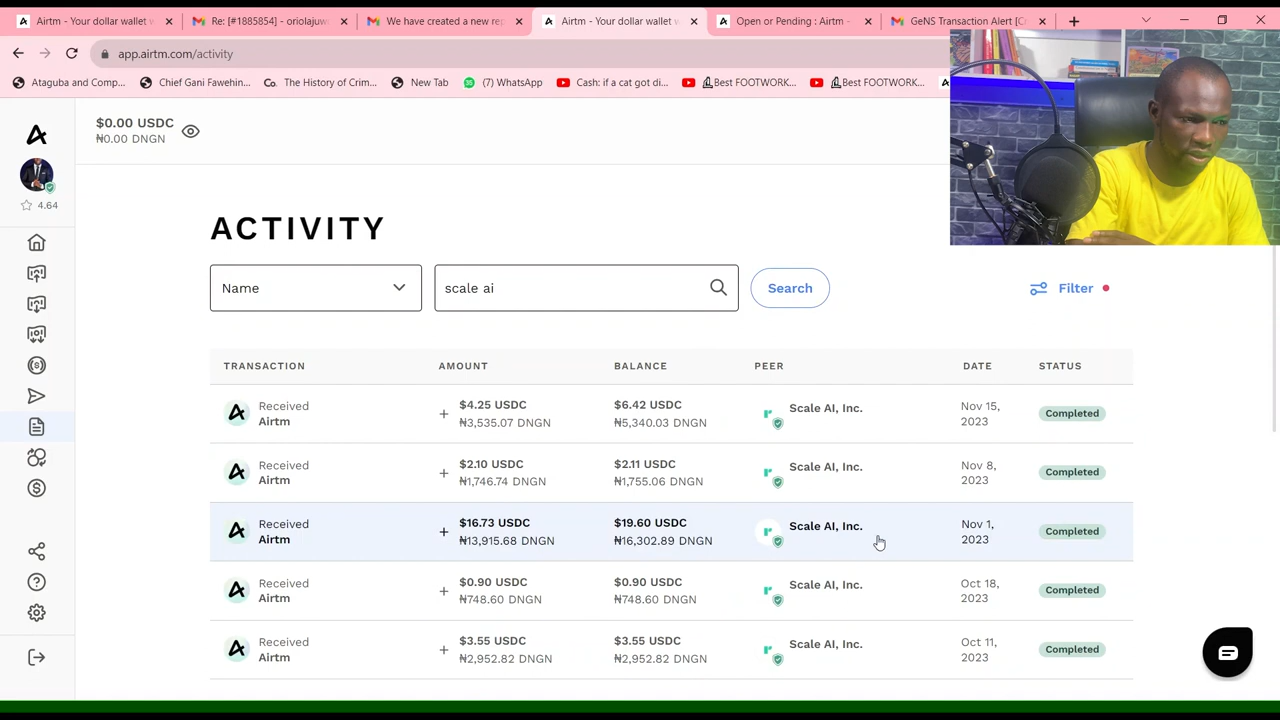 Airtm - Your dollar wallet w
Re: [#1885854] - oriolajuw
We have created a new rep
Airtm - Your dollar wallet w
Open or Pending : Airtm -
GeNS Transaction Alert [C
app.airtm.com/activity
Ataguba and Comp...
Chief Gani Fawehin...
Co.
The History of Crim
New Tab
(7) WhatsApp
Cash: if a cat got di...
Best FOOTWORK...
Best FOOTWORK...
$0.00 USDC
₦0.00 DNGN
4.64
ACTIVITY
Name
scale ai
Search
Filter
TRANSACTION
AMOUNT
BALANCE
PEER
DATE
STATUS
Received
Airtm
+
$4.25 USDC
₦3,535.07 DNGN
$6.42 USDC
₦5,340.03 DNGN
Scale AI, Inc.
Nov 15,
2023
Completed
Received
Airtm
+
$2.10 USDC
₦1,746.74 DNGN
$2.11 USDC
₦1,755.06 DNGN
Scale AI, Inc.
Nov 8,
2023
Completed
Received
Airtm
+
$16.73 USDC
₦13,915.68 DNGN
$19.60 USDC
₦16,302.89 DNGN
Scale AI, Inc.
Nov 1,
2023
Completed
Received
Airtm
+
$0.90 USDC
₦748.60 DNGN
$0.90 USDC
₦748.60 DNGN
Scale AI, Inc.
Oct 18,
2023
Completed
Received
Airtm
+
$3.55 USDC
₦2,952.82 DNGN
$3.55 USDC
₦2,952.82 DNGN
Scale AI, Inc.
Oct 11,
2023
Completed